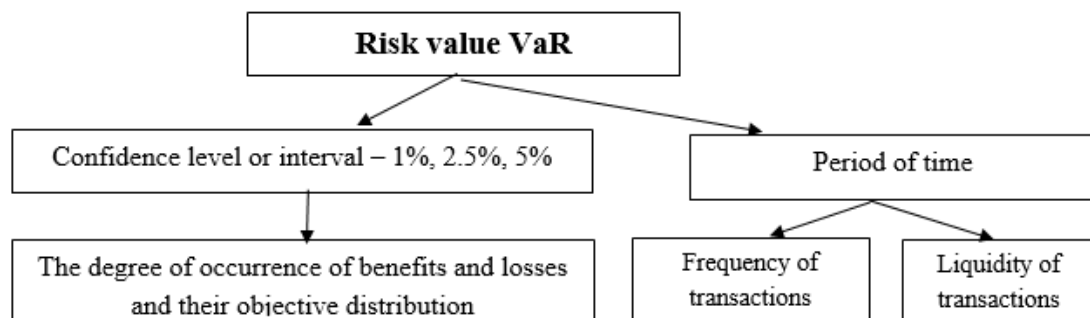 Risk value VaR
Confidence level or interval – 1%, 2.5%, 5%
Period of time
The degree of occurrence of benefits and losses
and their objective distribution
Frequency of
transactions
Liquidity of
transactions